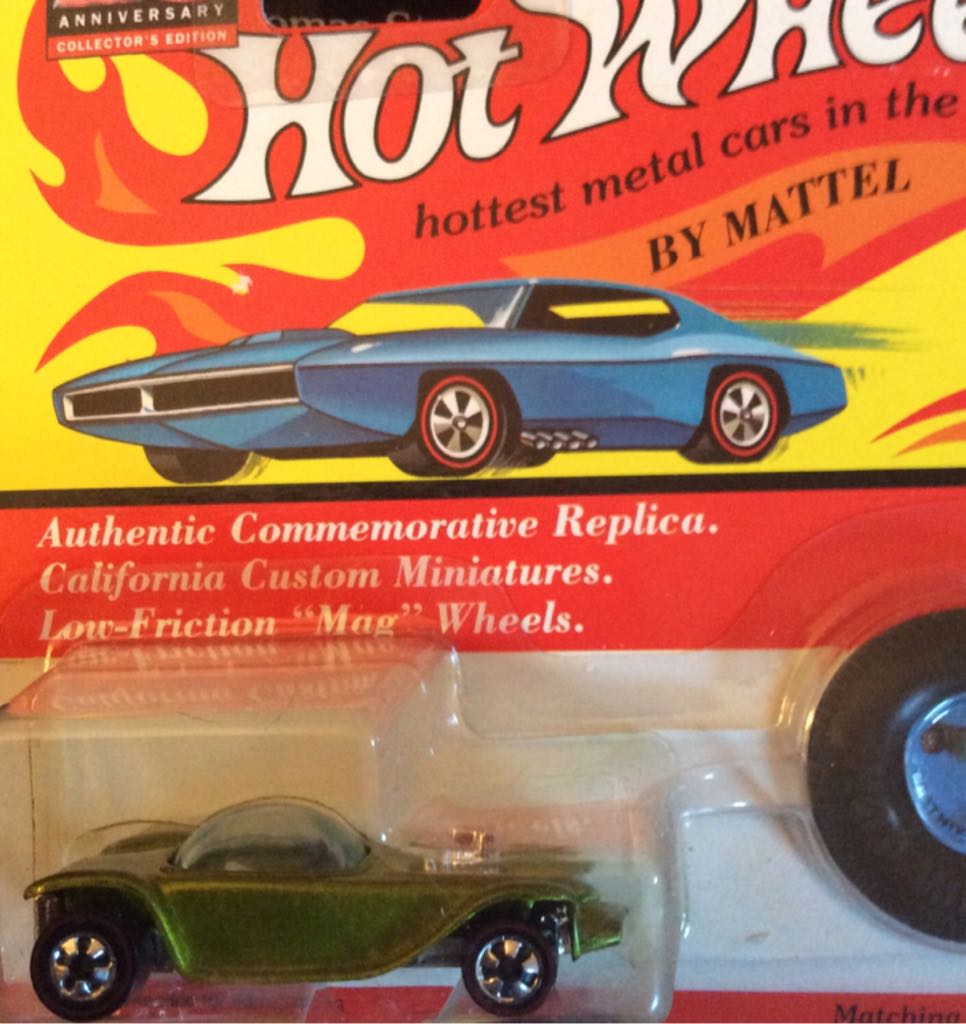 ANNIVERSARY
COLLECTOR'S EDITION
Hot Whee
hottest metal cars in the
BY MATTEL
Authentic Commemorative Replica.
California Custom Miniatures.
Low-Friction “Mag” Wheels.
Matching